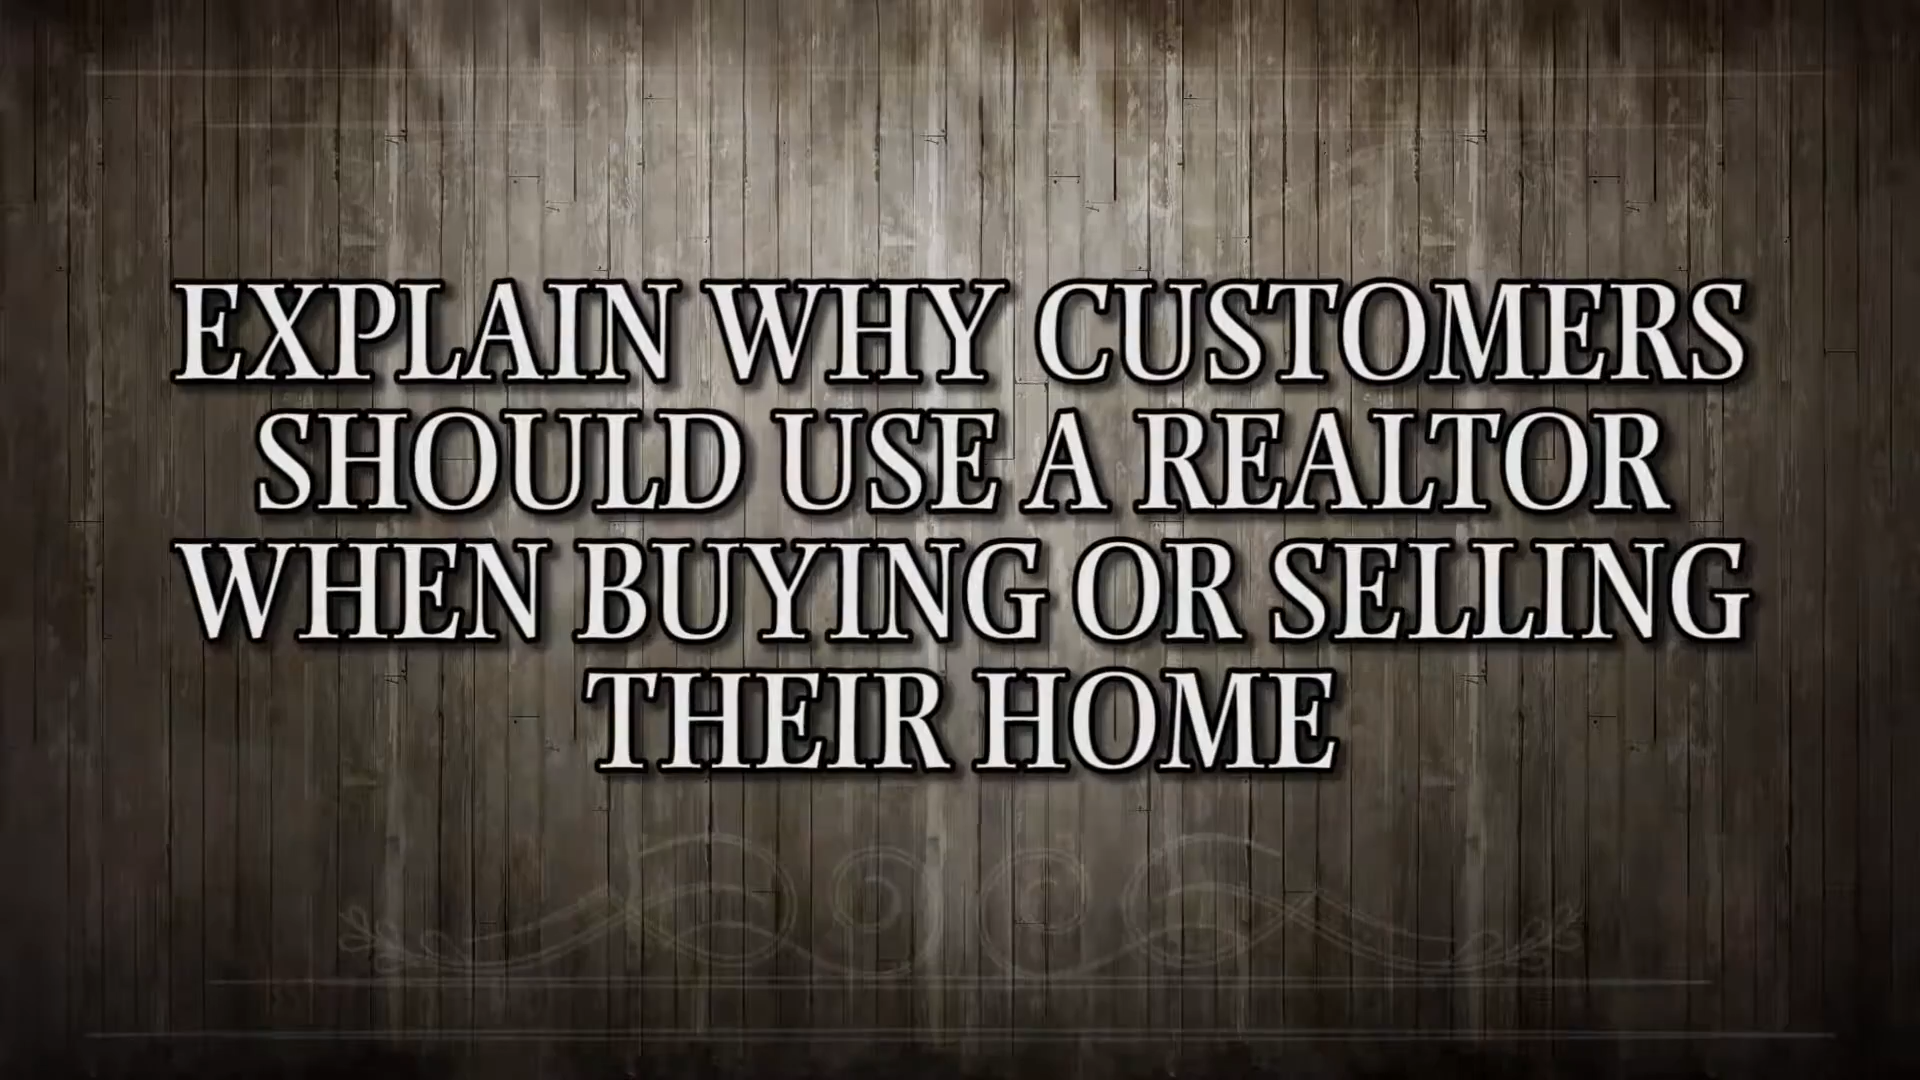 EXPLAIN WHY CUSTOMERS
SHOULD USE A REALTOR
WHEN BUYING OR SELLING
THEIR HOME